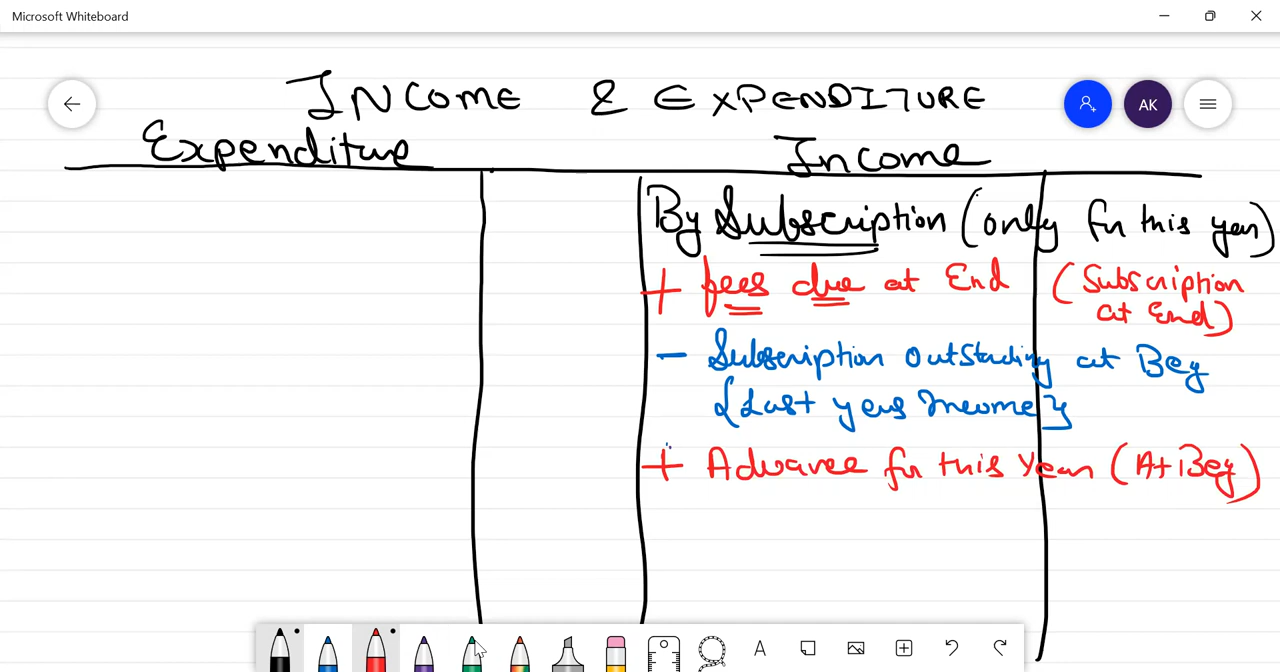 Microsoft Whiteboard
INCOME & EXPENDITURE
AK
Expenditure
Income
By Subscription (only for this year)
+ fees due at End (Subscription at End)
- Subscription Outstading at Beg
{Last years Income}
+ Advance for this Year (At Beg)
A